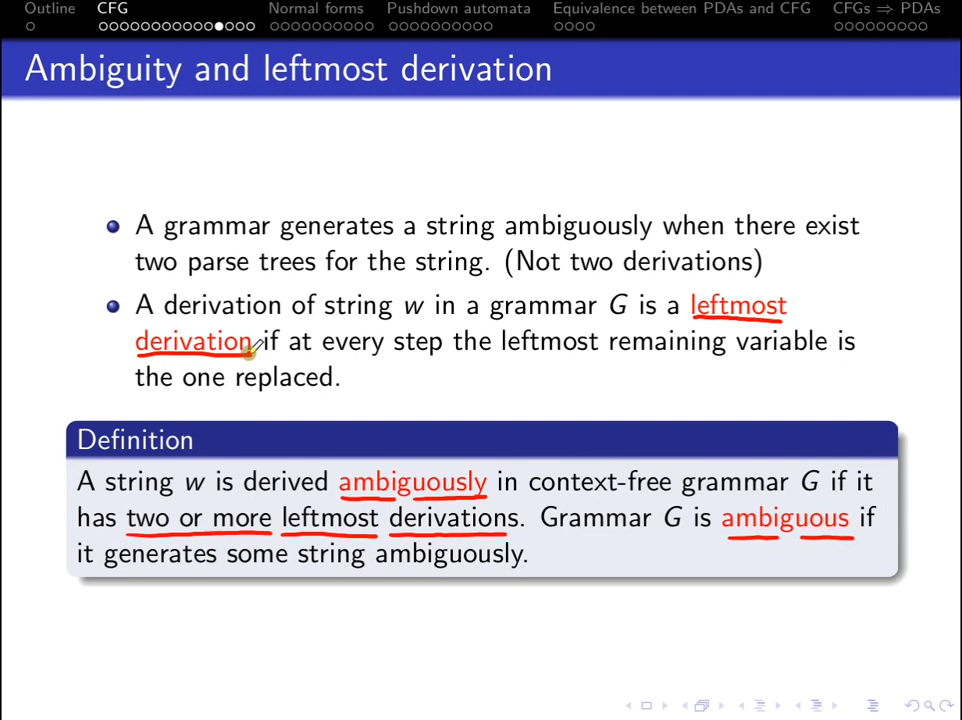 Outline CFG Normal forms Pushdown automata Equivalence between PDAs and CFG CFGs ⇒ PDAs
Ambiguity and leftmost derivation
A grammar generates a string ambiguously when there exist
two parse trees for the string. (Not two derivations)
A derivation of string w in a grammar G is a leftmost
derivation if at every step the leftmost remaining variable is
the one replaced.
Definition
A string w is derived ambiguously in context-free grammar G if it
has two or more leftmost derivations. Grammar G is ambiguous if
it generates some string ambiguously.